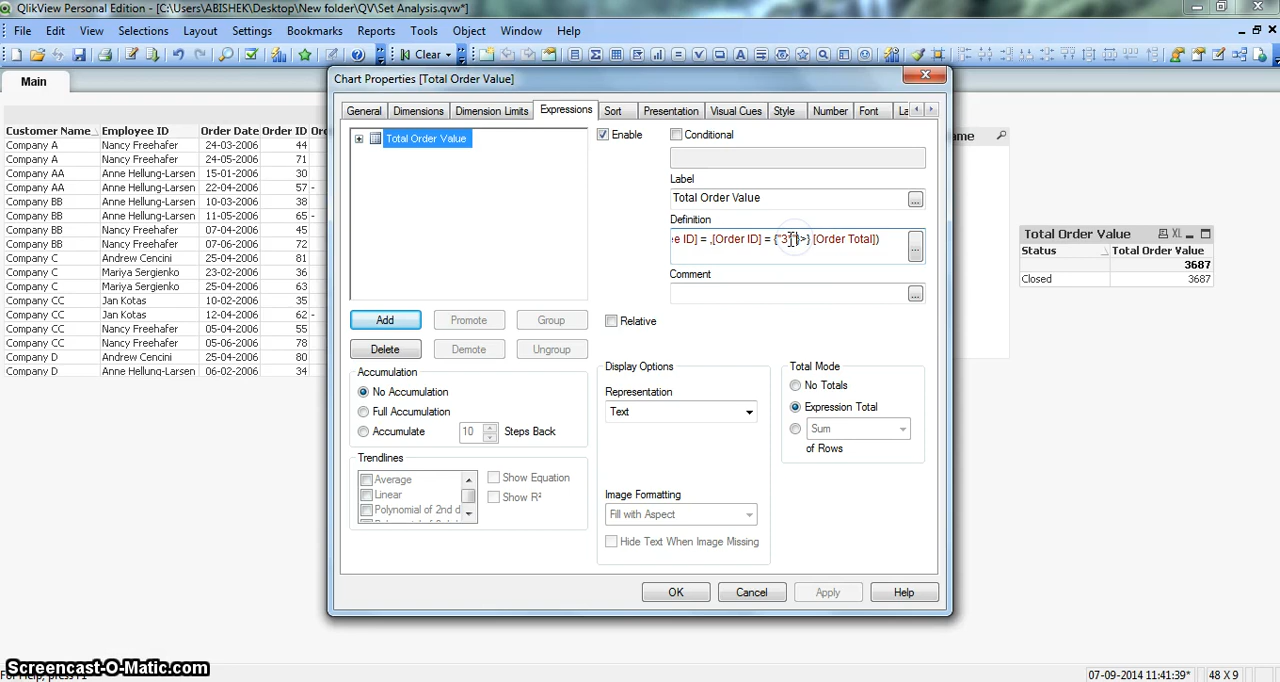 QlikView Personal Edition - [C:\Users\ABISHEK\Desktop\New folder\QV\Set Analysis.qvw*]
File Edit View Selections Layout Settings Bookmarks Reports Tools Object Window Help
Clear
Main
Chart Properties [Total Order Value]
General Dimensions Dimension Limits Expressions Sort Presentation Visual Cues Style Number Font La
Customer Name Employee ID Order Date Order ID Or
Company A Nancy Freehafer 24-03-2006 44
Company A Nancy Freehafer 24-05-2006 71
Company AA Anne Hellung-Larsen 15-01-2006 30
Company AA Anne Hellung-Larsen 22-04-2006 57 -
Company BB Anne Hellung-Larsen 10-03-2006 38
Company BB Anne Hellung-Larsen 11-05-2006 65 -
Company BB Anne Hellung-Larsen 07-04-2006 46
Company C Andrew Cencini 23-04-2006 58
Company C Mariya Sergienko 23-02-2006 36
Company C Mariya Sergienko 25-04-2006 63
Company CC Jan Kotas 10-02-2006 35
Company CC Jan Kotas 12-04-2006 62 -
Company CC Nancy Freehafer 05-04-2006 55
Company CC Nancy Freehafer 05-06-2006 78
Company D Andrew Cencini 25-04-2006 80
Company D Anne Hellung-Larsen 06-02-2006 34
Total Order Value
Enable
Conditional
Label
Total Order Value
...
Definition
e ID] = ,[Order ID] = {"3 >} [Order Total])
...
Comment
...
Add Promote Group
Delete Demote Ungroup
Relative
Accumulation
No Accumulation
Full Accumulation
Accumulate 10 Steps Back
Trendlines
Average
Linear
Polynomial of 2nd d
Show Equation
Show R²
Display Options
Representation
Text
Image Formatting
Fill with Aspect
Hide Text When Image Missing
Total Mode
No Totals
Expression Total
Sum
of Rows
OK Cancel Apply Help
ame
Total Order Value XL
Status Total Order Value
3687
Closed 3687
Screencast-O-Matic.com
For Help, press F1
07-09-2014 11:41:39* 48 X 9